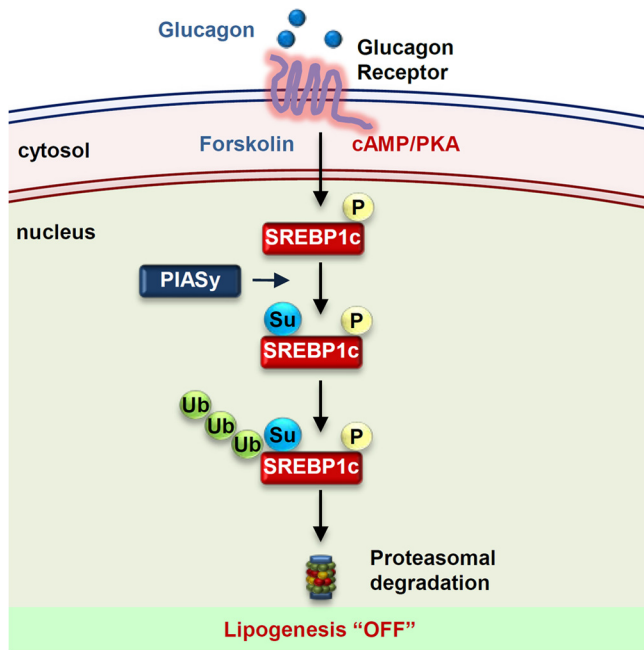 Glucagon
Glucagon
Receptor
cytosol
Forskolin
cAMP/PKA
nucleus
P
SREBP1c
PIASy
Su
P
SREBP1c
Ub
Ub
Ub
Su
P
SREBP1c
Proteasomal
degradation
Lipogenesis “OFF”